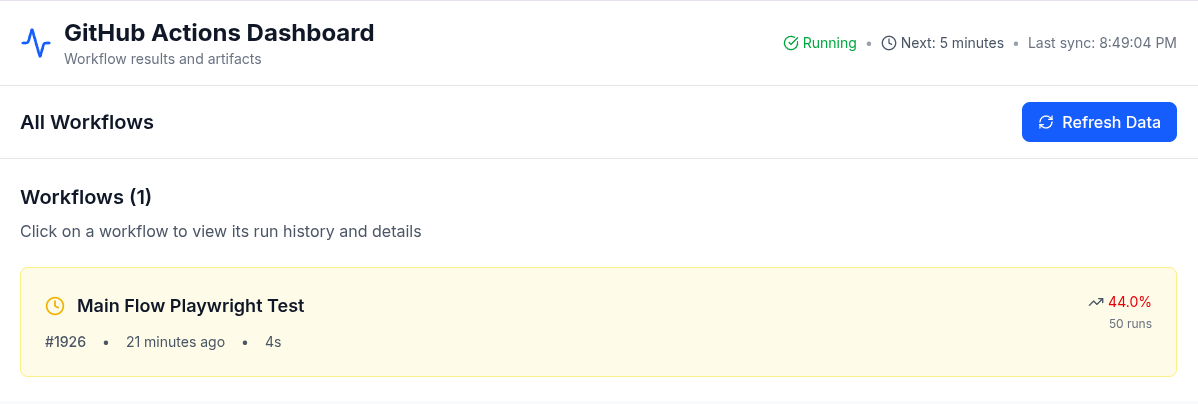 GitHub Actions Dashboard
Workflow results and artifacts
Running • Next: 5 minutes • Last sync: 8:49:04 PM
All Workflows
Refresh Data
Workflows (1)
Click on a workflow to view its run history and details
Main Flow Playwright Test
44.0%
50 runs
#1926 • 21 minutes ago • 4s